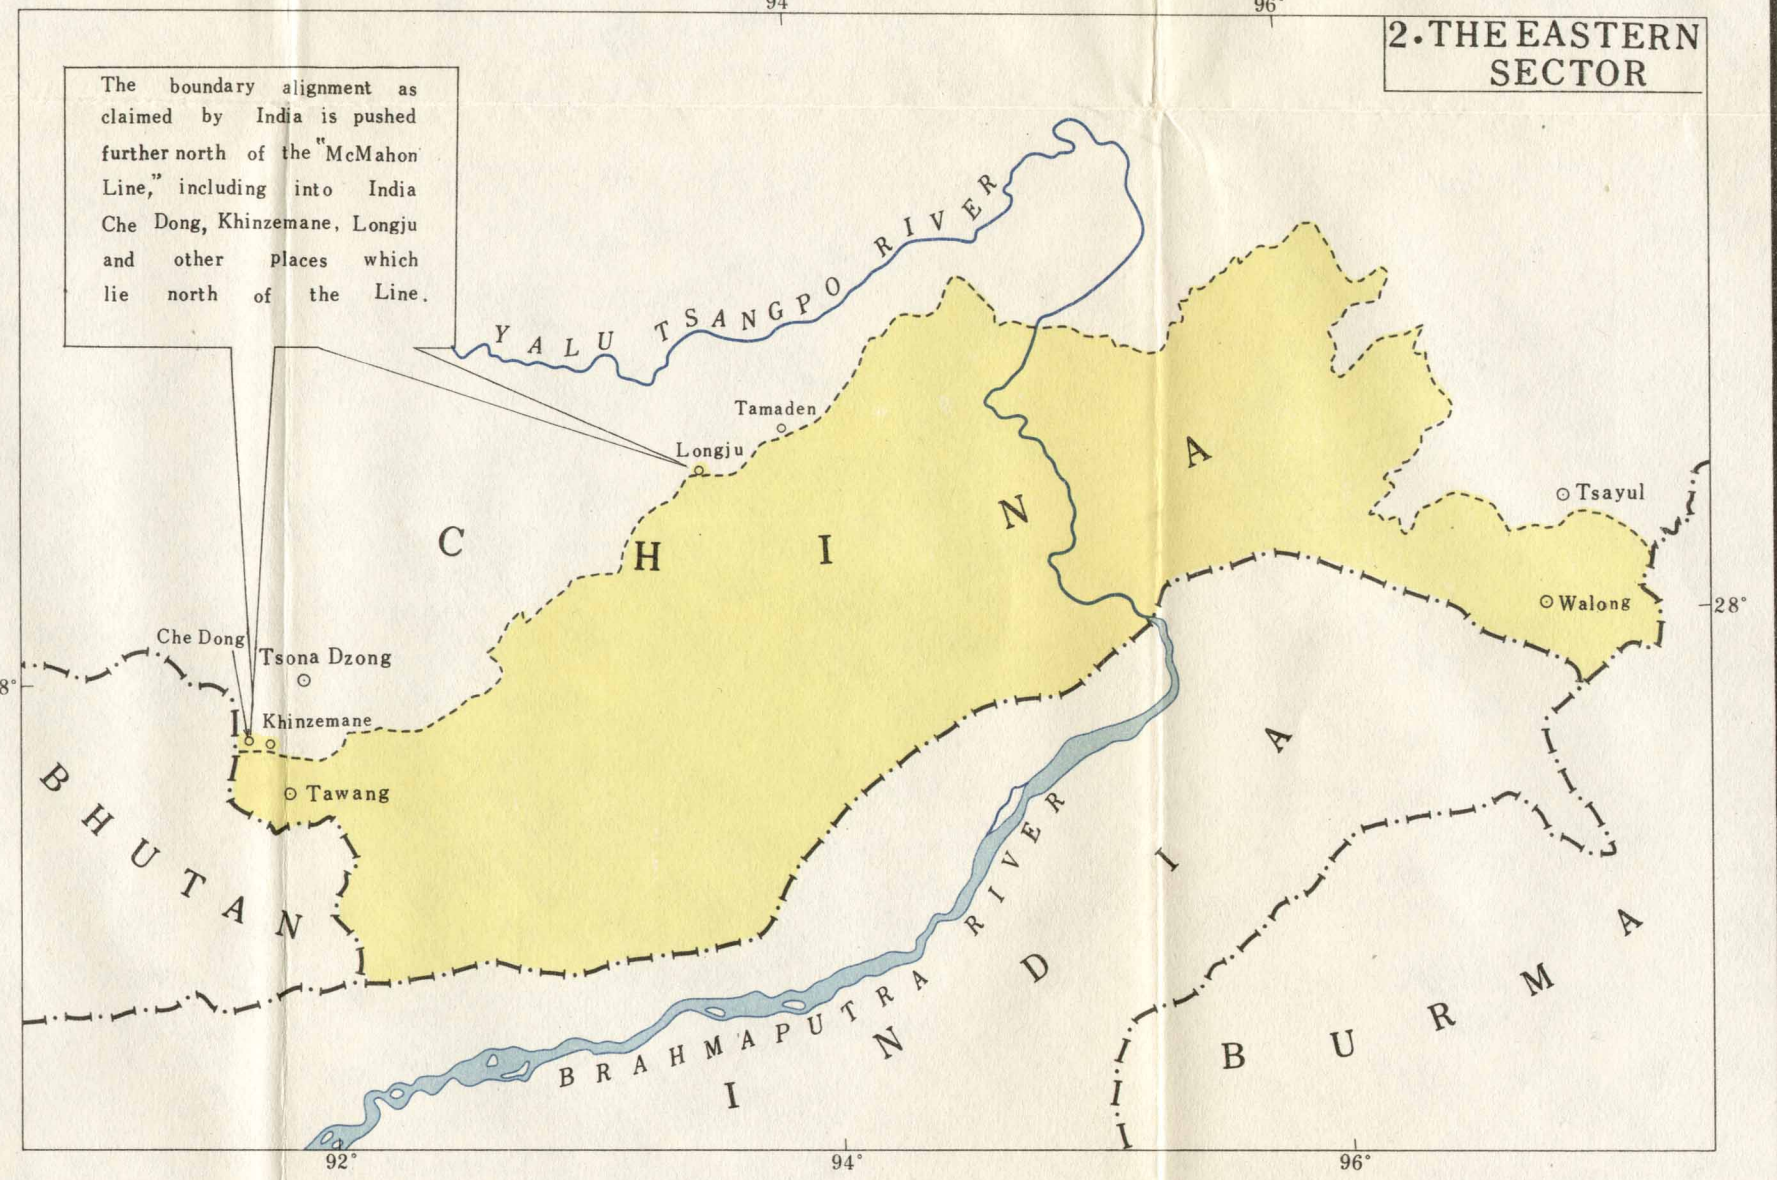 94°
96°
2. THE EASTERN
SECTOR
The boundary alignment as
claimed by India is pushed
further north of the "McMahon
Line," including into India
Che Dong, Khinzemane, Longju
and other places which
lie north of the Line.
YALU TSANGPO RIVER
Tamaden
Longju
Tsayul
CHINA
Walong
28°
Che Dong
Tsona Dzong
8°
Khinzemane
Tawang
BHUTAN
BRAHMAPUTRA RIVER
INDIA
BURMA
92°
94°
96°